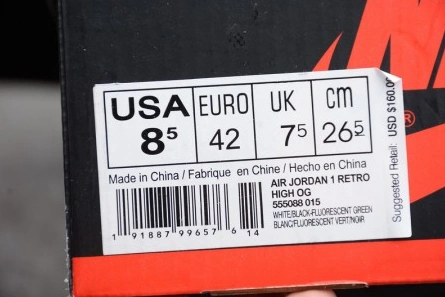 USA EURO UK cm
8⁵ 42 7⁵ 26⁵
Made in China / Fabrique en Chine / Hecho en China
AIR JORDAN 1 RETRO
HIGH OG
555088 015
WHITE/BLACK-FLUORESCENT GREEN
BLANC/FLUORESCENT VERT/NOIR
1 91887 99657 6 14
Suggested Retail: USD $160.00
®